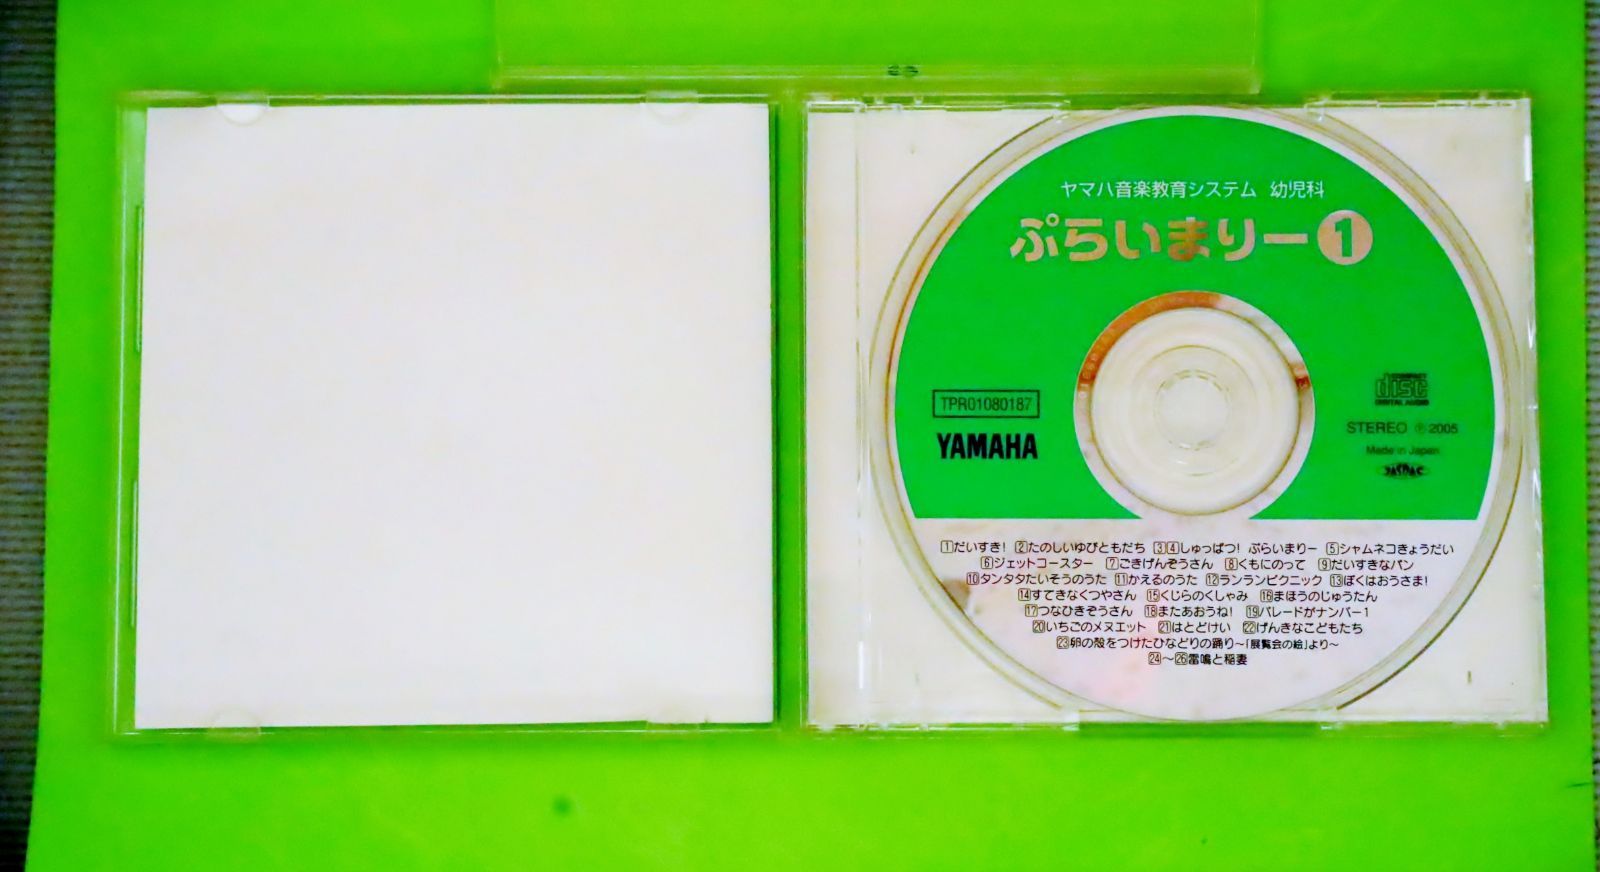 ヤマハ音楽教育システム 幼児科
ぷらいまりー1
TPR01080187
YAMAHA
COMPACT
disc
DIGITAL AUDIO
STEREO Ⓟ2005
Made in Japan
JASRAC
1だいすき! 2たのしいゆびともだち 34しゅっぱつ! ぷらいまりー 5シャムネコきょうだい
6ジェットコースター 7ごきげんぞうさん 8くもにのって 9だいすきなパン
10タンタタたいそうのうた 11かえるのうた 12ランランピクニック 13ぼくはおうさま!
14すてきなくつやさん 15くじらのくしゃみ 16まほうのじゅうたん
17つなひきぞうさん 18またあおうね! 19パレードがナンバー1
20いちごのメヌエット 21はとどけい 22げんきなこどもたち
23卵の殻をつけたひなどりの踊り〜「展覧会の絵」より〜
24〜26雷鳴と稲妻